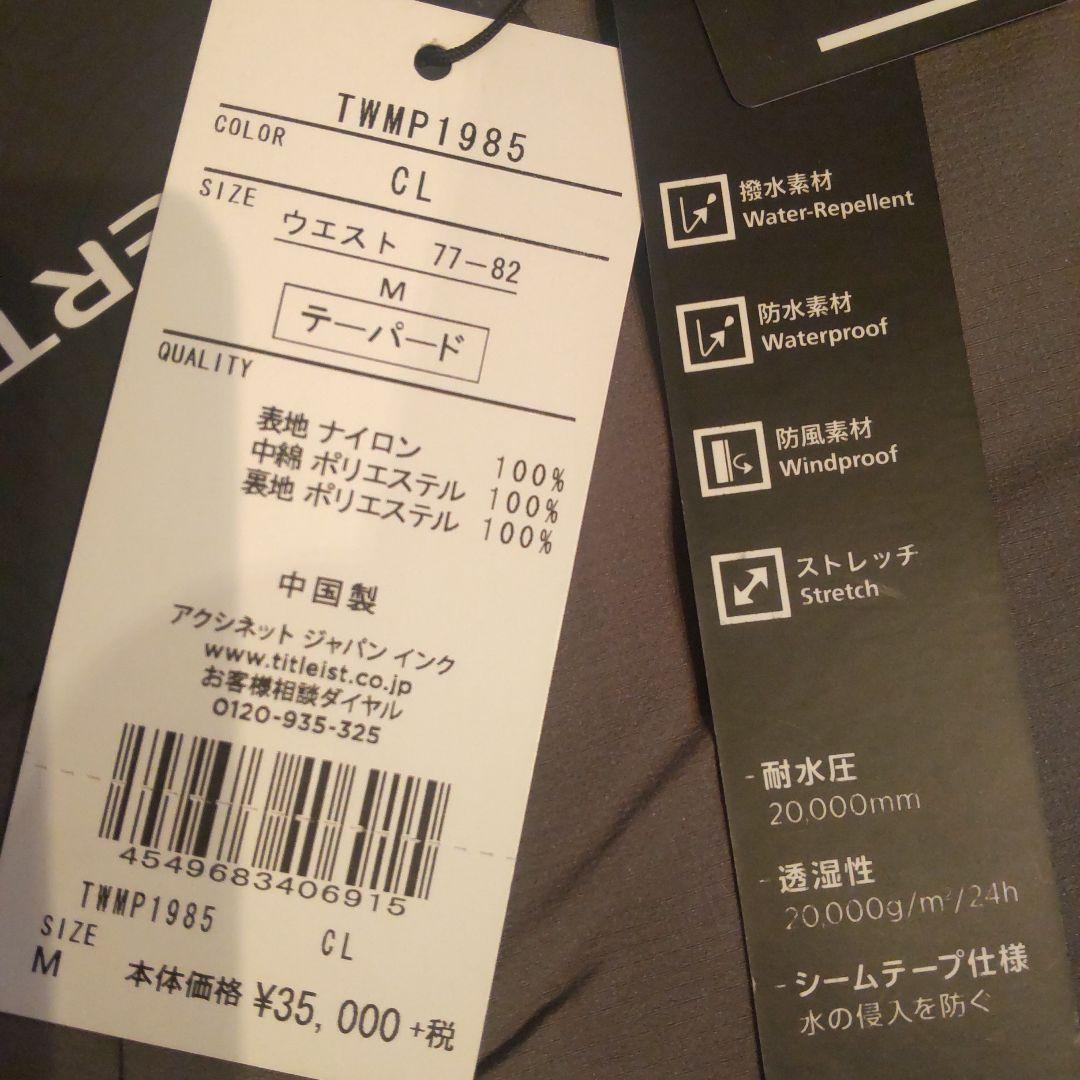 TWMP1985
COLOR
CL
SIZE
ウエスト 77-82
M
テーパード
QUALITY
表地 ナイロン 100%
中綿 ポリエステル 100%
裏地 ポリエステル 100%
中国製
アクシネット ジャパン インク
www.titleist.co.jp
お客様相談ダイヤル
0120-935-325
4549683406915
TWMP1985
CL
SIZE
M
本体価格 ¥35,000+税
撥水素材
Water-Repellent
防水素材
Waterproof
防風素材
Windproof
ストレッチ
Stretch
- 耐水圧
20,000mm
- 透湿性
20,000g/m²/24h
- シームテープ仕様
水の侵入を防ぐ